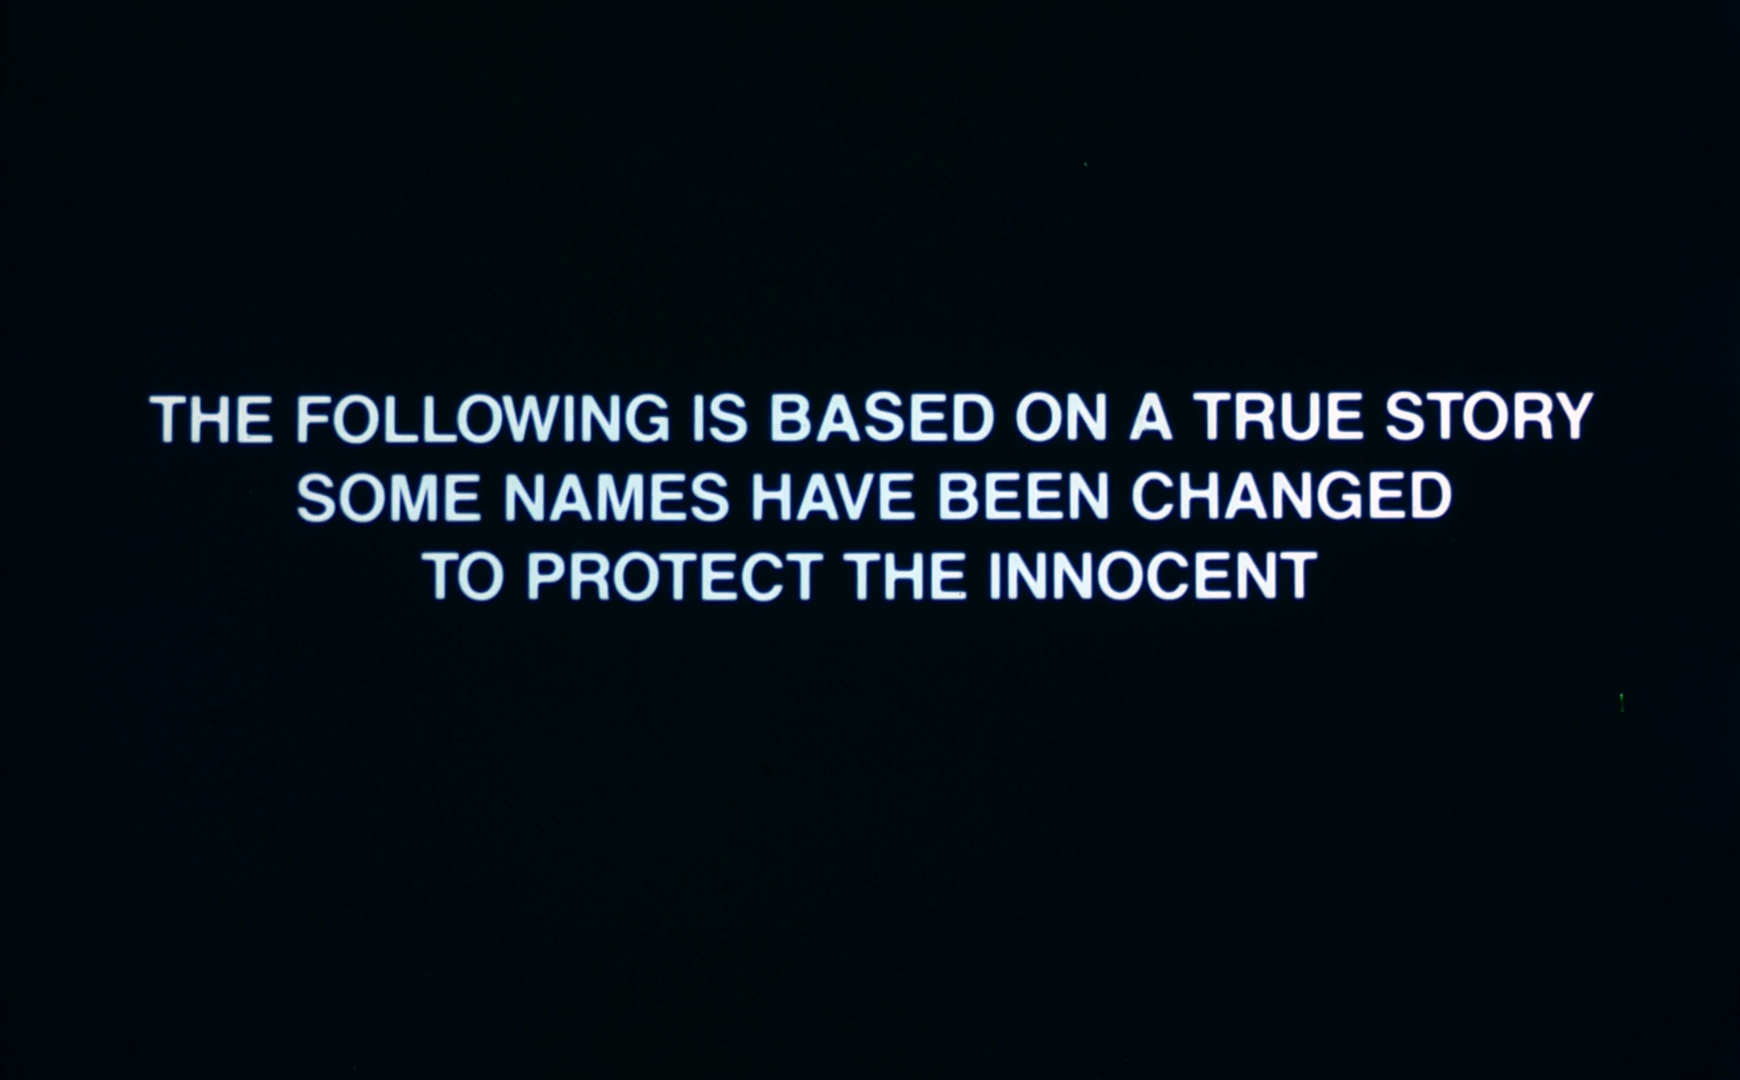 THE FOLLOWING IS BASED ON A TRUE STORY
SOME NAMES HAVE BEEN CHANGED
TO PROTECT THE INNOCENT